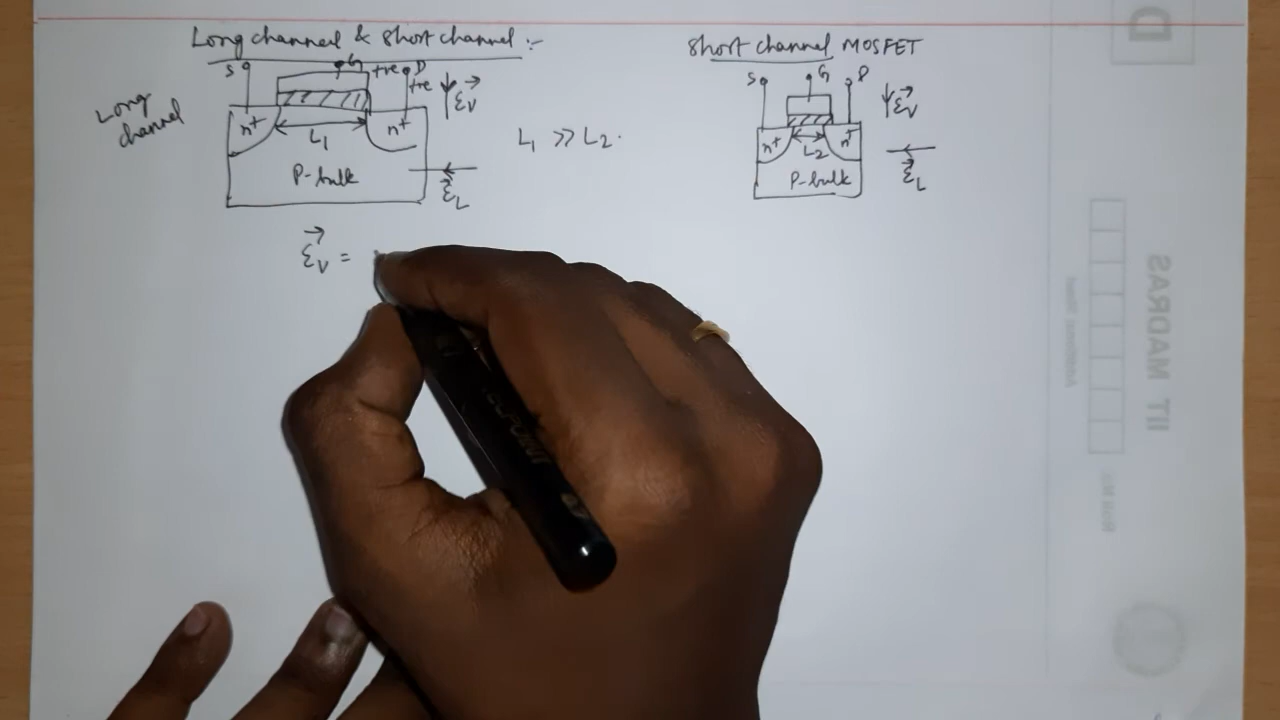 Long channel & Short channel :-
Short channel MOSFET
S G +ve D +ve
ℰV
Long channel
n+ L1 n+
P-bulk
ℰL
L1 >> L2.
S G D
ℰV
n+ L2 n+
P-bulk
ℰL
ℰV =
D
IIT MADRAS